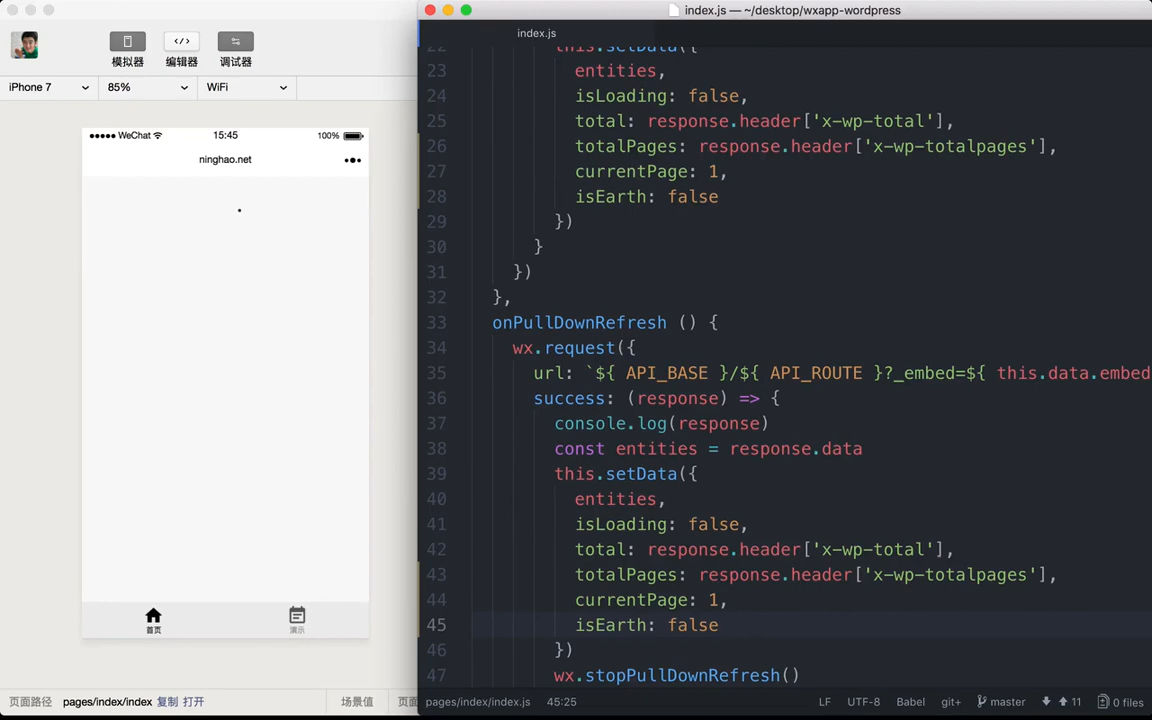 index.js — ~/desktop/wxapp-wordpress
模拟器
编辑器
调试器
iPhone 7
85%
WiFi
WeChat
15:45
100%
ninghao.net
首页
演示
页面路径 pages/index/index 复制 打开
场景值
页面
index.js
22 this.setData({
23 entities,
24 isLoading: false,
25 total: response.header['x-wp-total'],
26 totalPages: response.header['x-wp-totalpages'],
27 currentPage: 1,
28 isEarth: false
29 })
30 }
31 })
32 },
33 onPullDownRefresh () {
34 wx.request({
35 url: `${ API_BASE }/${ API_ROUTE }?_embed=${ this.data.embed
36 success: (response) => {
37 console.log(response)
38 const entities = response.data
39 this.setData({
40 entities,
41 isLoading: false,
42 total: response.header['x-wp-total'],
43 totalPages: response.header['x-wp-totalpages'],
44 currentPage: 1,
45 isEarth: false
46 })
47 wx.stopPullDownRefresh()
pages/index/index.js 45:25 LF UTF-8 Babel git+ master 11 0 files